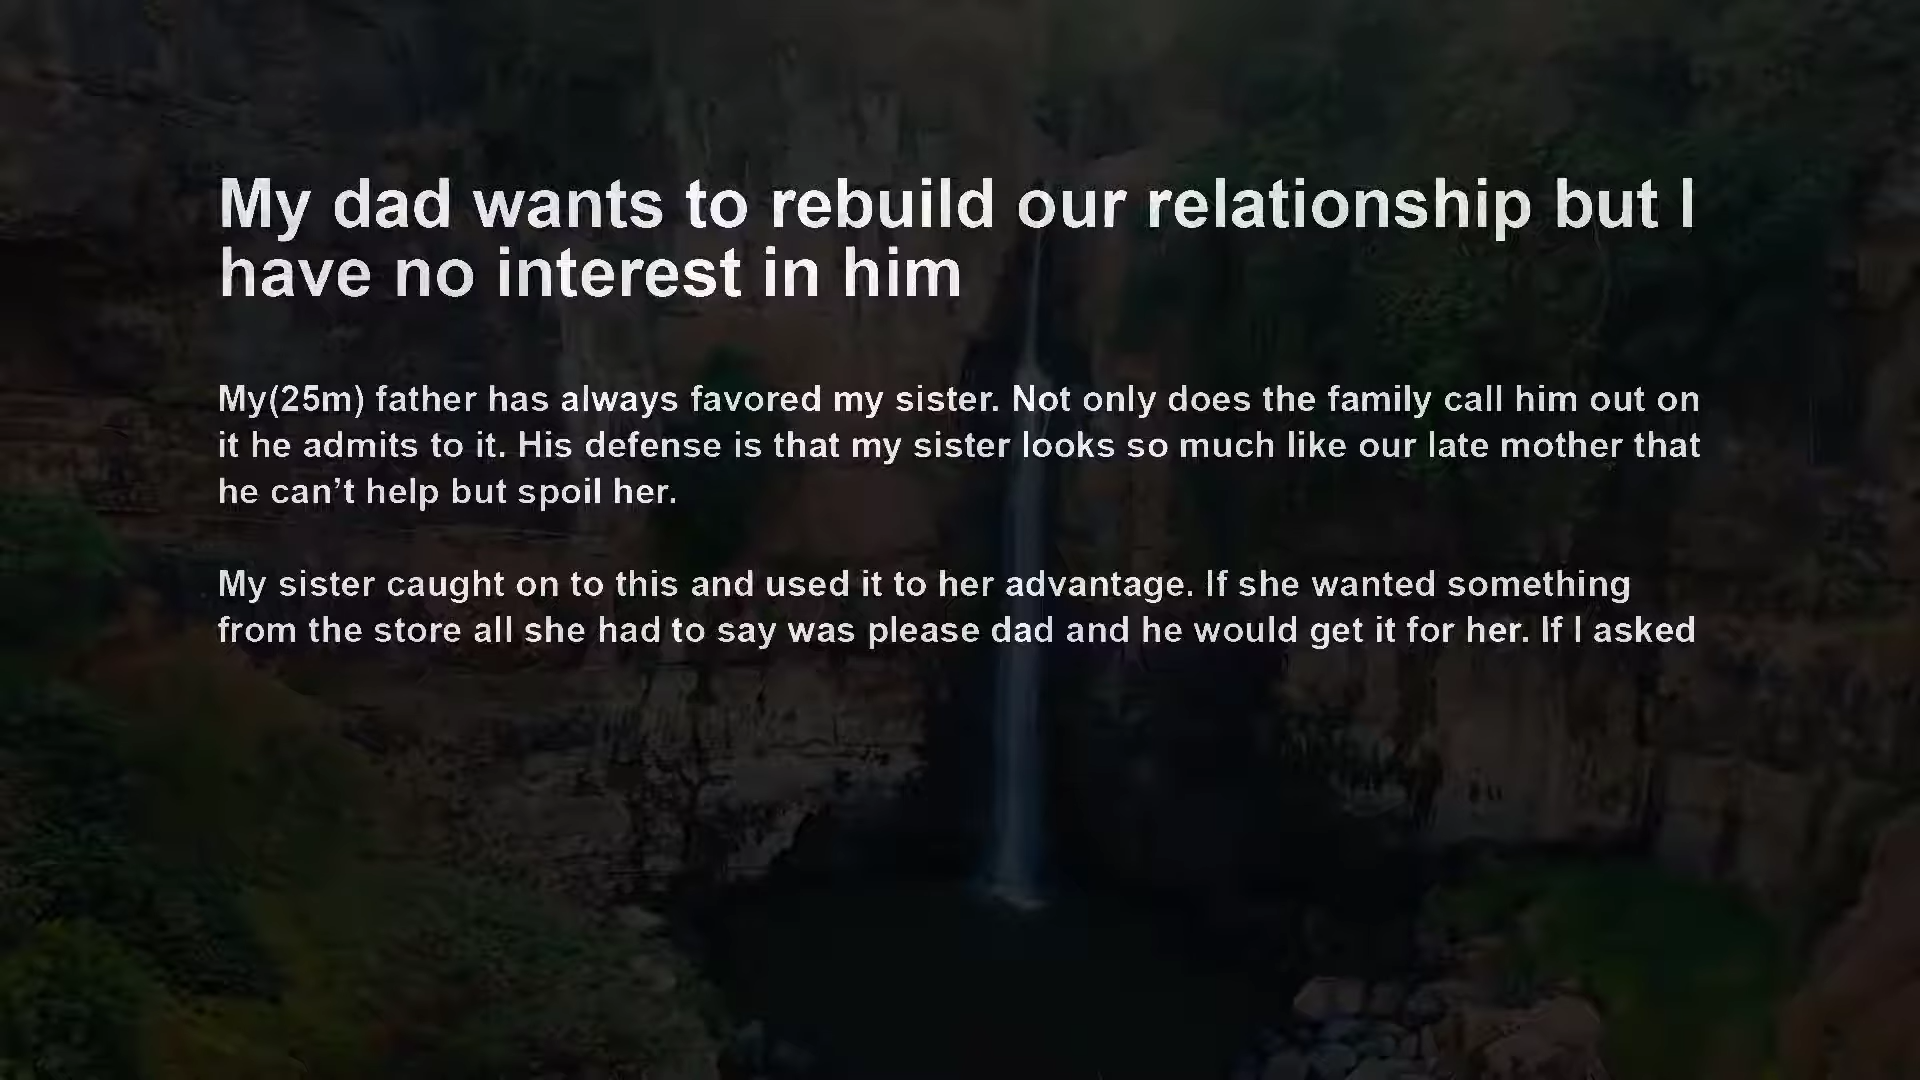 My dad wants to rebuild our relationship but I
have no interest in him
My(25m) father has always favored my sister. Not only does the family call him out on
it he admits to it. His defense is that my sister looks so much like our late mother that
he can’t help but spoil her.
My sister caught on to this and used it to her advantage. If she wanted something
from the store all she had to say was please dad and he would get it for her. If I asked